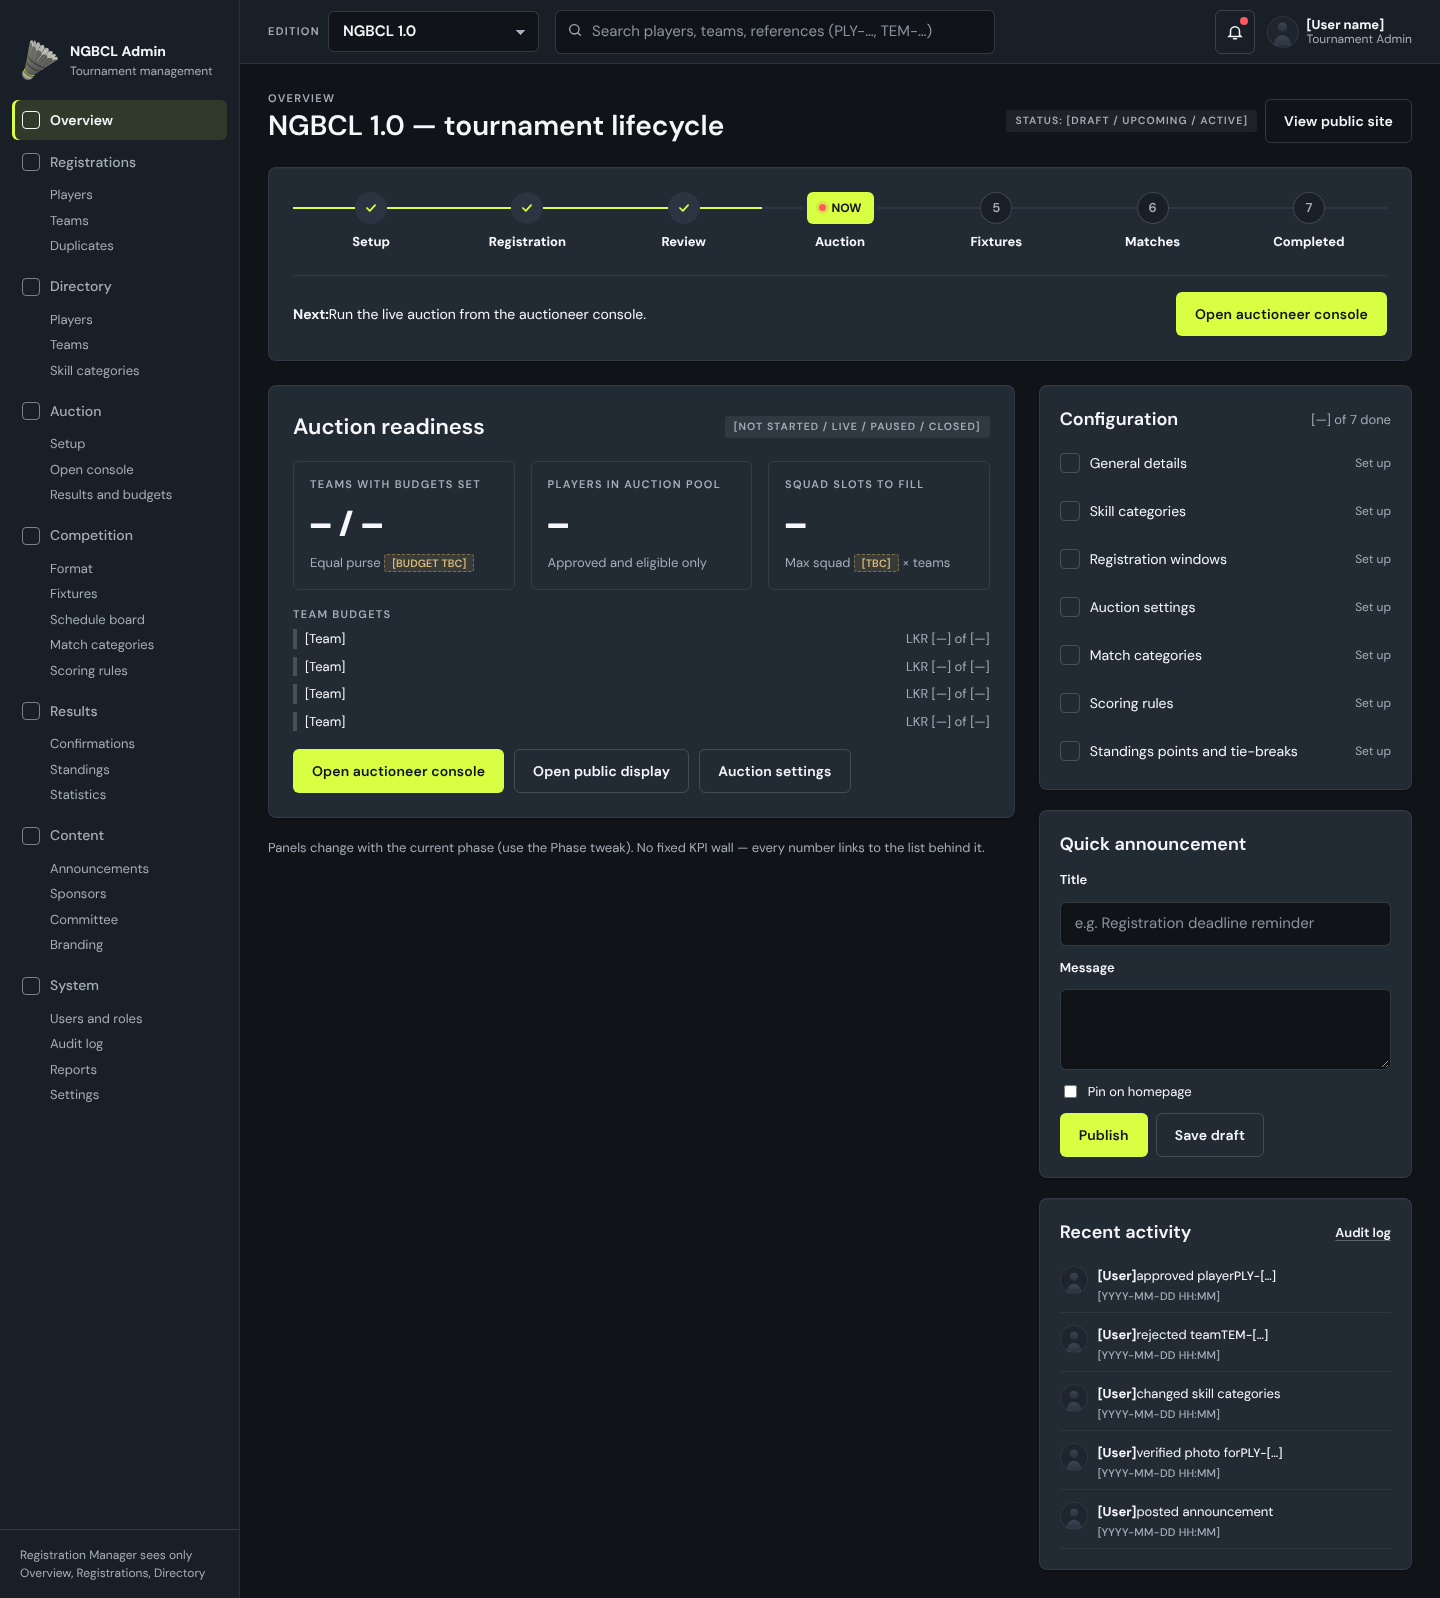 NGBCL Admin
Tournament management
Overview
Registrations
Players
Teams
Duplicates
Directory
Players
Teams
Skill categories
Auction
Setup
Open console
Results and budgets
Competition
Format
Fixtures
Schedule board
Match categories
Scoring rules
Results
Confirmations
Standings
Statistics
Content
Announcements
Sponsors
Committee
Branding
System
Users and roles
Audit log
Reports
Settings
Registration Manager sees only
Overview, Registrations, Directory
EDITION
NGBCL 1.0
Search players, teams, references (PLY-…, TEM-…)
[User name]
Tournament Admin
OVERVIEW
NGBCL 1.0 — tournament lifecycle
STATUS: [DRAFT / UPCOMING / ACTIVE]
View public site
NOW
5
6
7
Setup
Registration
Review
Auction
Fixtures
Matches
Completed
Next:Run the live auction from the auctioneer console.
Open auctioneer console
Auction readiness
[NOT STARTED / LIVE / PAUSED / CLOSED]
TEAMS WITH BUDGETS SET
– / –
Equal purse [BUDGET TBC]
PLAYERS IN AUCTION POOL
–
Approved and eligible only
SQUAD SLOTS TO FILL
–
Max squad [TBC] × teams
TEAM BUDGETS
[Team] LKR [—] of [—]
[Team] LKR [—] of [—]
[Team] LKR [—] of [—]
[Team] LKR [—] of [—]
Open auctioneer console
Open public display
Auction settings
Panels change with the current phase (use the Phase tweak). No fixed KPI wall — every number links to the list behind it.
Configuration
[—] of 7 done
General details Set up
Skill categories Set up
Registration windows Set up
Auction settings Set up
Match categories Set up
Scoring rules Set up
Standings points and tie-breaks Set up
Quick announcement
Title
e.g. Registration deadline reminder
Message
Pin on homepage
Publish
Save draft
Recent activity
Audit log
[User]approved playerPLY-[…]
[YYYY-MM-DD HH:MM]
[User]rejected teamTEM-[…]
[YYYY-MM-DD HH:MM]
[User]changed skill categories
[YYYY-MM-DD HH:MM]
[User]verified photo forPLY-[…]
[YYYY-MM-DD HH:MM]
[User]posted announcement
[YYYY-MM-DD HH:MM]